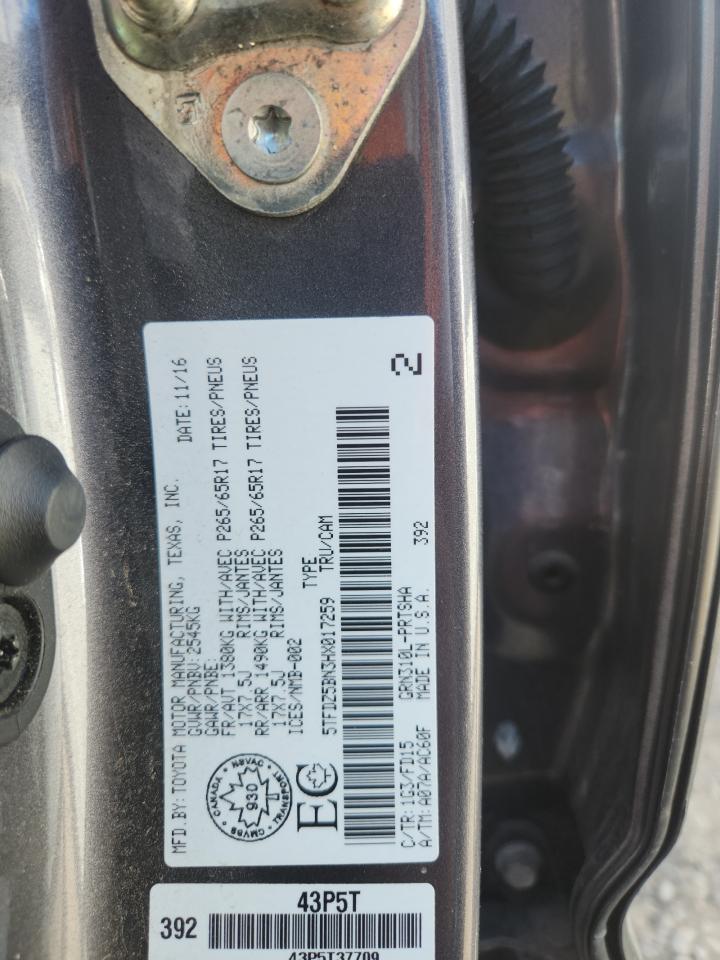 MFD.BY: TOYOTA MOTOR MANUFACTURING, TEXAS, INC. DATE: 11/16
GVWR/PNBV: 2545KG
GAWR/PNBE:
FR/AVT 1380KG WITH/AVEC P265/65R17 TIRES/PNEUS
17X7.5J RIMS/JANTES
RR/ARR 1490KG WITH/AVEC P265/65R17 TIRES/PNEUS
17X7.5J RIMS/JANTES
ICES/NMB-002 TYPE
5TFDZ5BN3HX017259 TRU/CAM
C/TR: 1G3/FD15 GRN310L-PRTSHA
A/TM: A07A/AC60F MADE IN U.S.A. 392
2
CANADA • NSVAC • TRANSPORT • CMVSS
930
EC
43P5T
392
43P5T37709